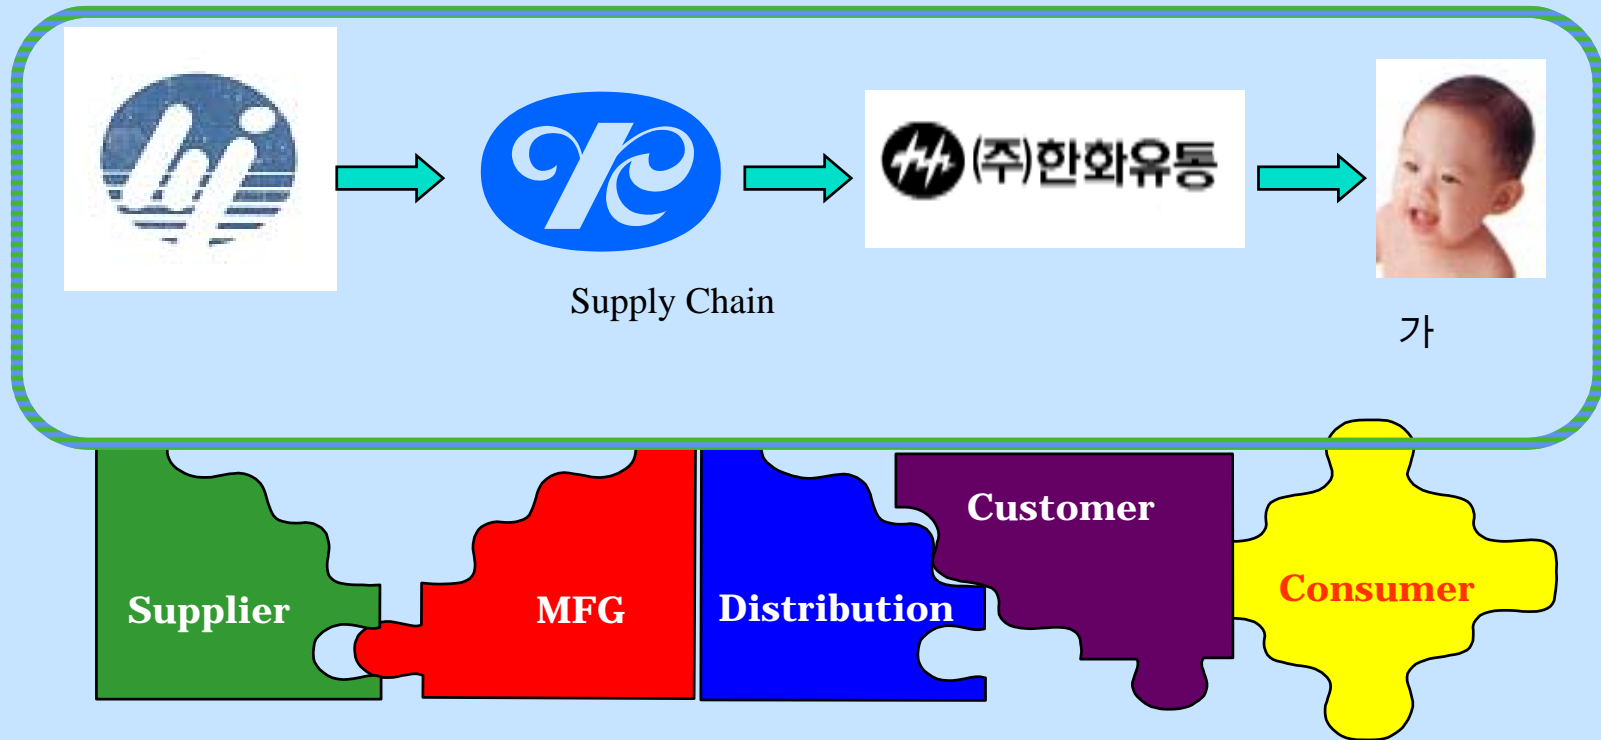 (주)한화유통
Supply Chain
가
Customer
Supplier
MFG
Distribution
Consumer